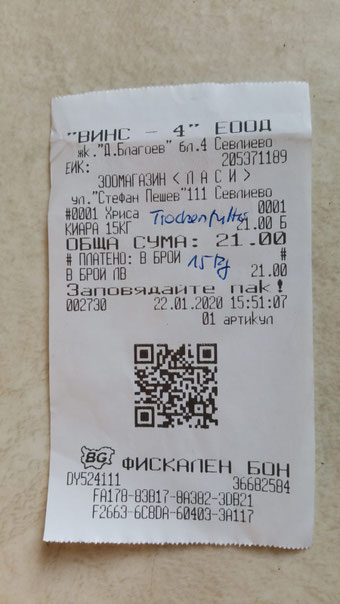 "ВИНС - 4" ЕООД
жк."Д.Благоев" бл.4 Севлиево
ЕИК: 205371189
ЗООМАГАЗИН < ЛАСИ >
ул."Стефан Пешев"111 Севлиево
#0001 Хриса Trockenfutter 0001
КИАРА 15КГ 21.00 Б
ОБЩА СУМА: 21.00
# ПЛАТЕНО: В БРОЙ 15 kg #
В БРОЙ ЛВ 21.00
Заповядайте пак!
002730 22.01.2020 15:51:07
01 артикул
BG ФИСКАЛЕН БОН
DY524111 36682584
FA178-83B17-8A382-3DB21
F2663-6C8DA-60403-3A117